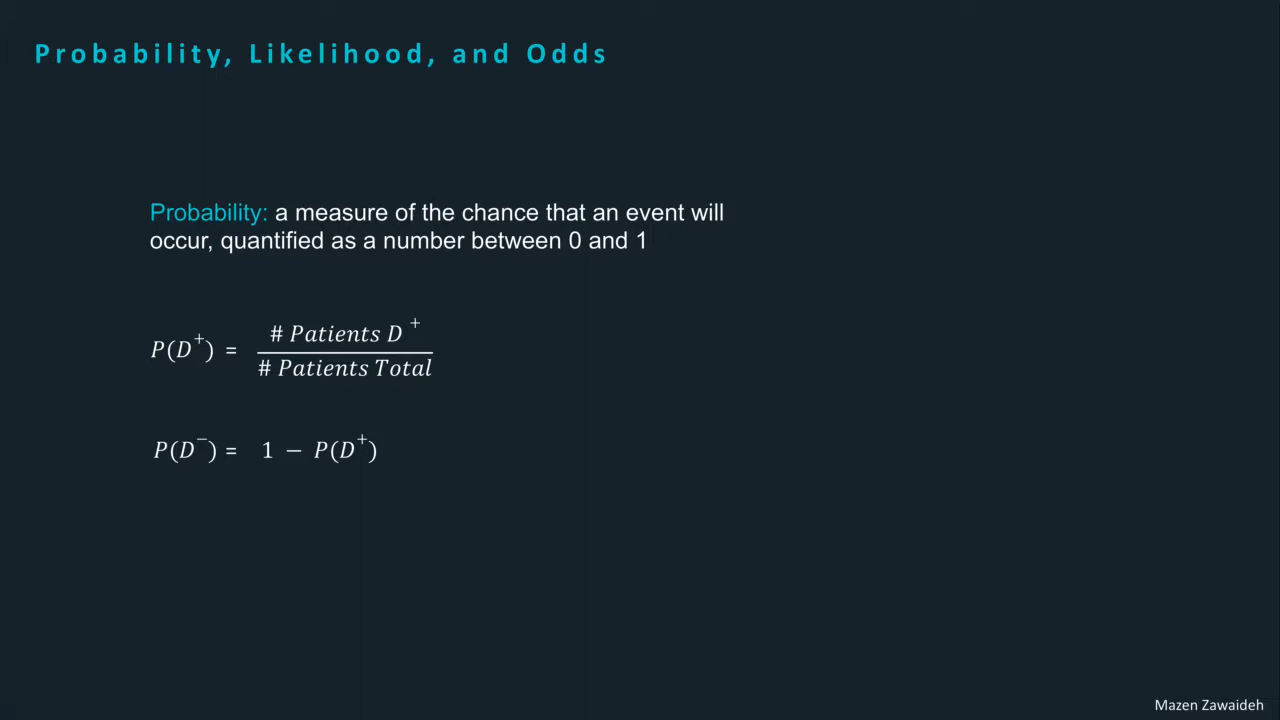 Probability, Likelihood, and Odds
Probability: a measure of the chance that an event will
occur, quantified as a number between 0 and 1
P(D⁺) = # Patients D⁺ / # Patients Total
P(D⁻) = 1 − P(D⁺)
Mazen Zawaideh